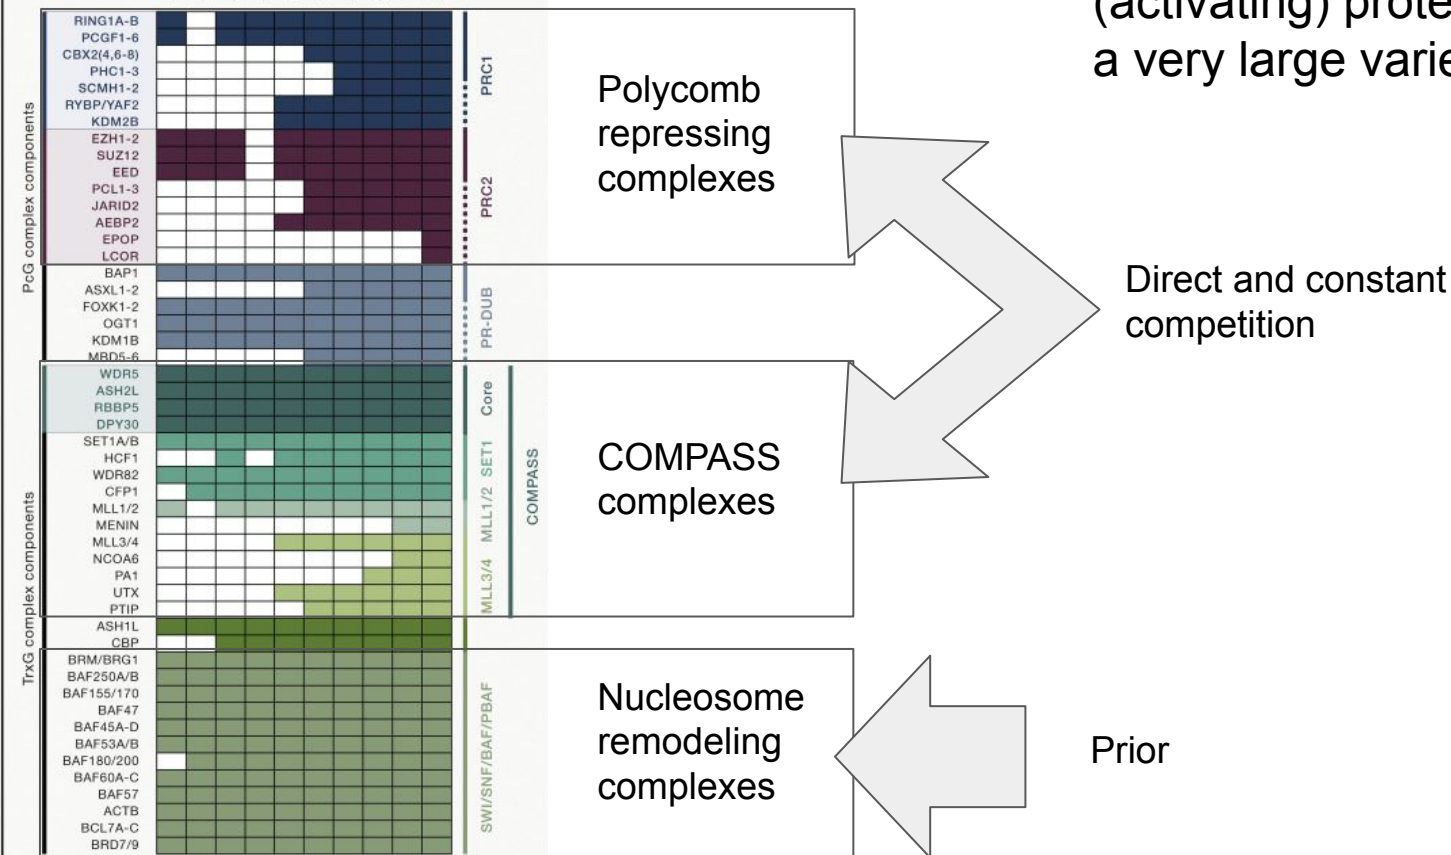 (activating) prote
a very large varie
PcG complex components
RING1A-B
PCGF1-6
CBX2(4,6-8)
PHC1-3
SCMH1-2
RYBP/YAF2
KDM2B
EZH1-2
SUZ12
EED
PCL1-3
JARID2
AEBP2
EPOP
LCOR
BAP1
ASXL1-2
FOXK1-2
OGT1
KDM1B
MBD5-6
TrxG complex components
WDR5
ASH2L
RBBP5
DPY30
SET1A/B
HCF1
WDR82
CFP1
MLL1/2
MENIN
MLL3/4
NCOA6
PA1
UTX
PTIP
ASH1L
CBP
BRM/BRG1
BAF250A/B
BAF155/170
BAF47
BAF45A-D
BAF53A/B
BAF180/200
BAF60A-C
BAF57
ACTB
BCL7A-C
BRD7/9
PRC1
PRC2
PR-DUB
Core
SET1
MLL1/2
MLL3/4
COMPASS
SWI/SNF/BAF/PBAF
Polycomb
repressing
complexes
COMPASS
complexes
Nucleosome
remodeling
complexes
Direct and constant
competition
Prior